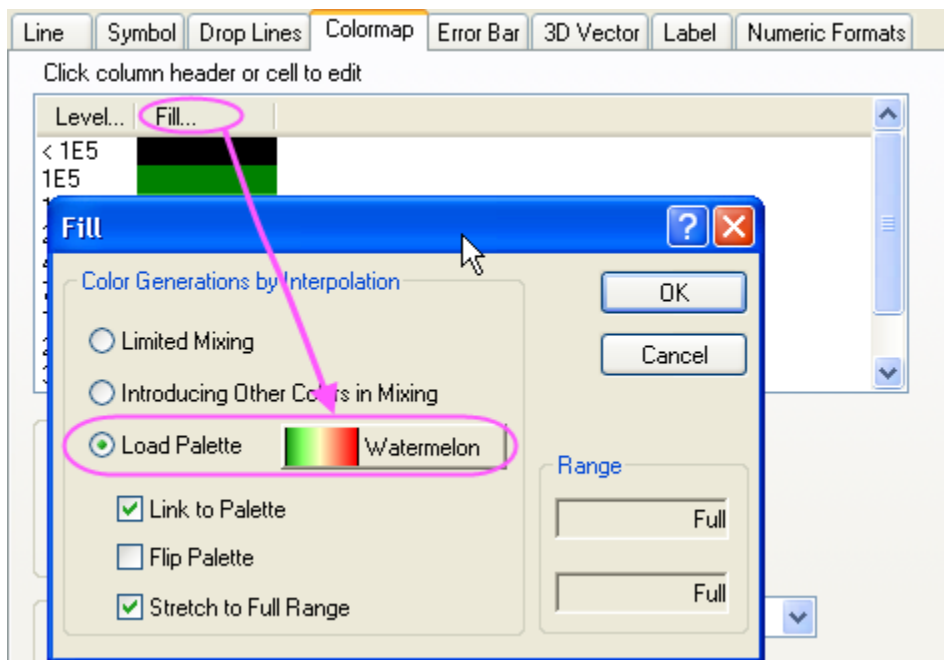 Line Symbol Drop Lines Colormap Error Bar 3D Vector Label Numeric Formats
Click column header or cell to edit
Level... Fill...
< 1E5
1E5
Fill
Color Generations by Interpolation
OK
Limited Mixing
Cancel
Introducing Other Colors in Mixing
Load Palette Watermelon
Range
Link to Palette
Full
Flip Palette
Full
Stretch to Full Range